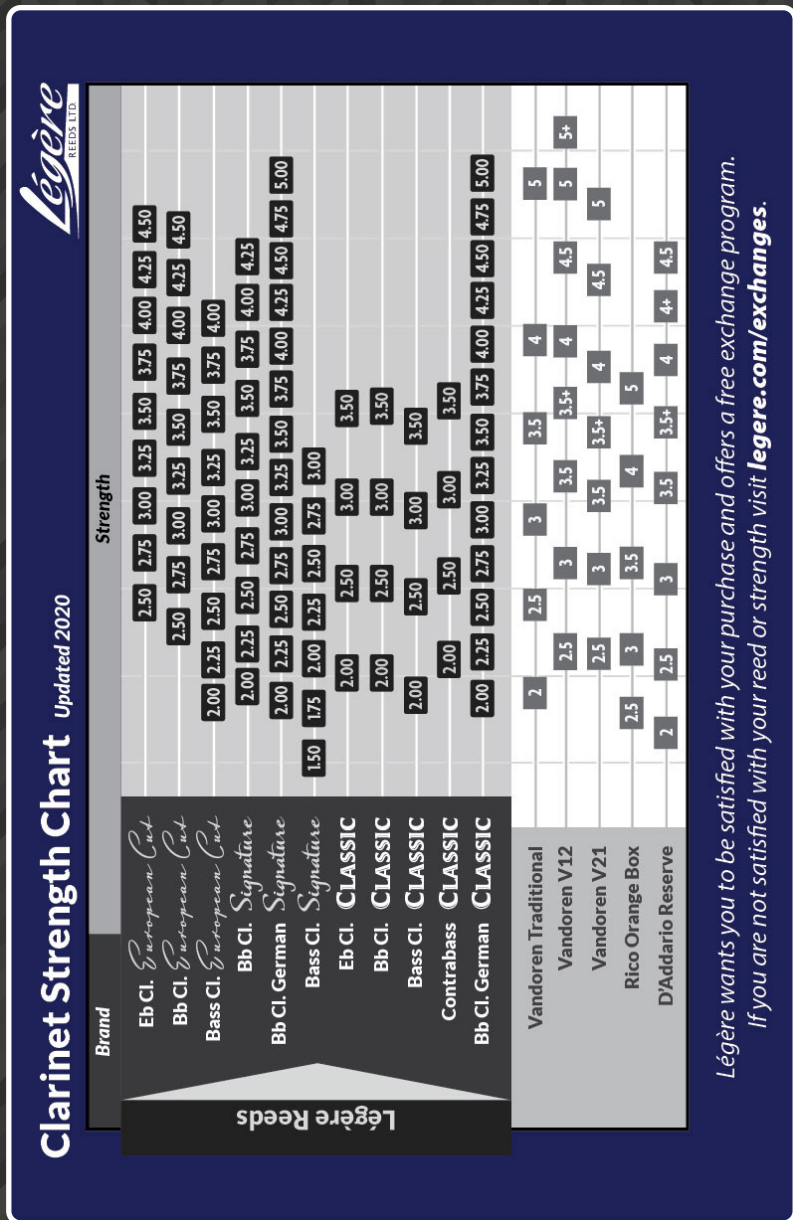 Clarinet Strength Chart Updated 2020
Légère
REEDS LTD.
Brand Strength
Légère Reeds
Eb Cl. European Cut 2.50 2.75 3.00 3.25 3.50 3.75 4.00 4.25 4.50
Bb Cl. European Cut 2.50 2.75 3.00 3.25 3.50 3.75 4.00 4.25 4.50
Bass Cl. European Cut 2.00 2.25 2.50 2.75 3.00 3.25 3.50 3.75 4.00
Bb Cl. Signature 2.00 2.25 2.50 2.75 3.00 3.25 3.50 3.75 4.00 4.25
Bb Cl. German Signature 2.00 2.25 2.50 2.75 3.00 3.25 3.50 3.75 4.00 4.25 4.50 4.75 5.00
Bass Cl. Signature 1.50 1.75 2.00 2.25 2.50 2.75 3.00
Eb Cl. CLASSIC 2.00 2.50 3.00 3.50
Bb Cl. CLASSIC 2.00 2.50 3.00 3.50
Bass Cl. CLASSIC 2.00 2.50 3.00 3.50
Contrabass CLASSIC 2.00 2.50 3.00 3.50
Bb Cl. German CLASSIC 2.00 2.25 2.50 2.75 3.00 3.25 3.50 3.75 4.00 4.25 4.50 4.75 5.00
Vandoren Traditional 2 2.5 3 3.5 4 5
Vandoren V12 2.5 3 3.5 3.5+ 4 4.5 5 5+
Vandoren V21 2.5 3 3.5 3.5+ 4 4.5 5
Rico Orange Box 2.5 3 3.5 4 5
D'Addario Reserve 2 2.5 3 3.5 3.5+ 4 4+ 4.5
Légère wants you to be satisfied with your purchase and offers a free exchange program.
If you are not satisfied with your reed or strength visit legere.com/exchanges.